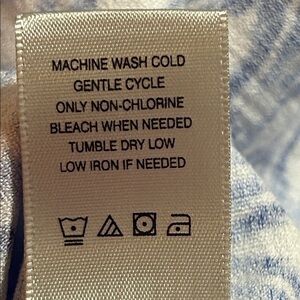 MACHINE WASH COLD
GENTLE CYCLE
ONLY NON-CHLORINE
BLEACH WHEN NEEDED
TUMBLE DRY LOW
LOW IRON IF NEEDED